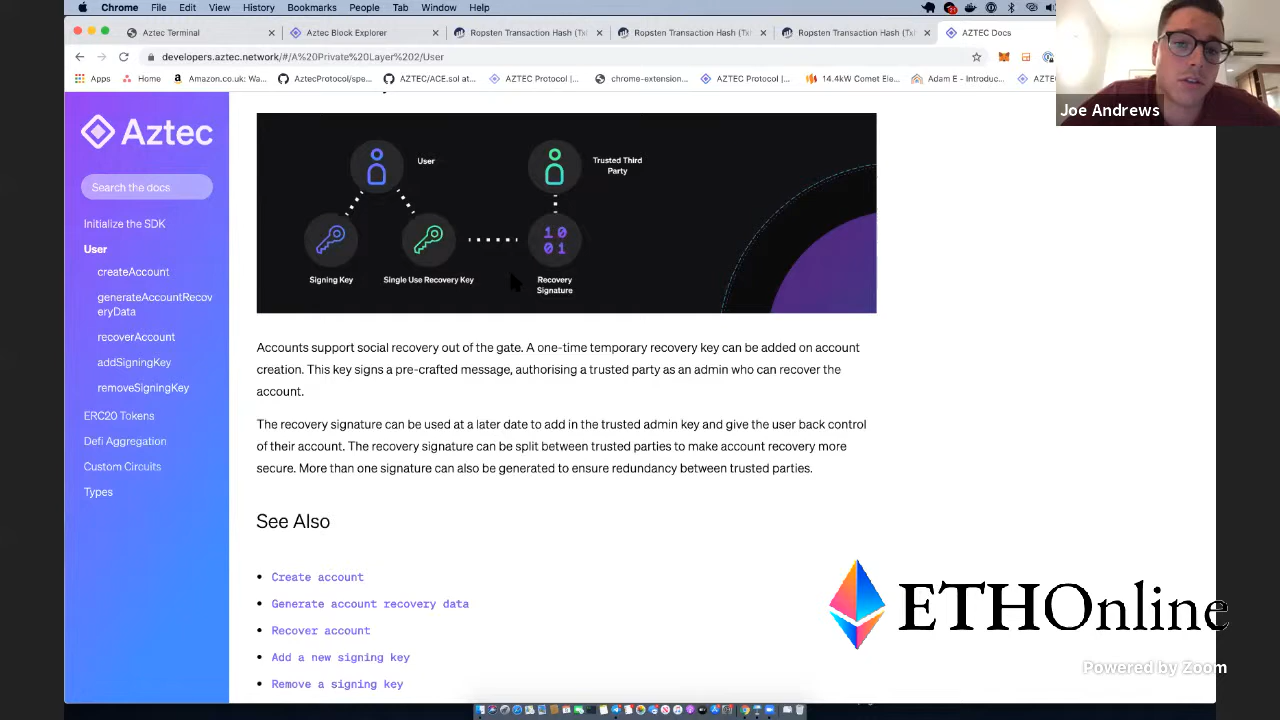 Chrome File Edit View History Bookmarks People Tab Window Help
Aztec Terminal
Aztec Block Explorer
Ropsten Transaction Hash (Txh
Ropsten Transaction Hash (Txh
Ropsten Transaction Hash (Txh
AZTEC Docs
developers.aztec.network/#/A%20Private%20Layer%202/User
Apps Home Amazon.co.uk: Wa... AztecProtocol/spe... AZTEC/ACE.sol at... AZTEC Protocol |... chrome-extension... AZTEC Protocol |... 14.4kW Comet El... Adam E - Introduc...
Joe Andrews
Aztec
Search the docs
Initialize the SDK
User
createAccount
generateAccountRecov
eryData
recoverAccount
addSigningKey
removeSigningKey
ERC20 Tokens
Defi Aggregation
Custom Circuits
Types
User
Trusted Third
Party
10
01
Signing Key
Single Use Recovery Key
Recovery
Signature
Accounts support social recovery out of the gate. A one-time temporary recovery key can be added on account
creation. This key signs a pre-crafted message, authorising a trusted party as an admin who can recover the
account.
The recovery signature can be used at a later date to add in the trusted admin key and give the user back control
of their account. The recovery signature can be split between trusted parties to make account recovery more
secure. More than one signature can also be generated to ensure redundancy between trusted parties.
See Also
Create account
Generate account recovery data
Recover account
Add a new signing key
Remove a signing key
ETHOnline
Powered by Zoom